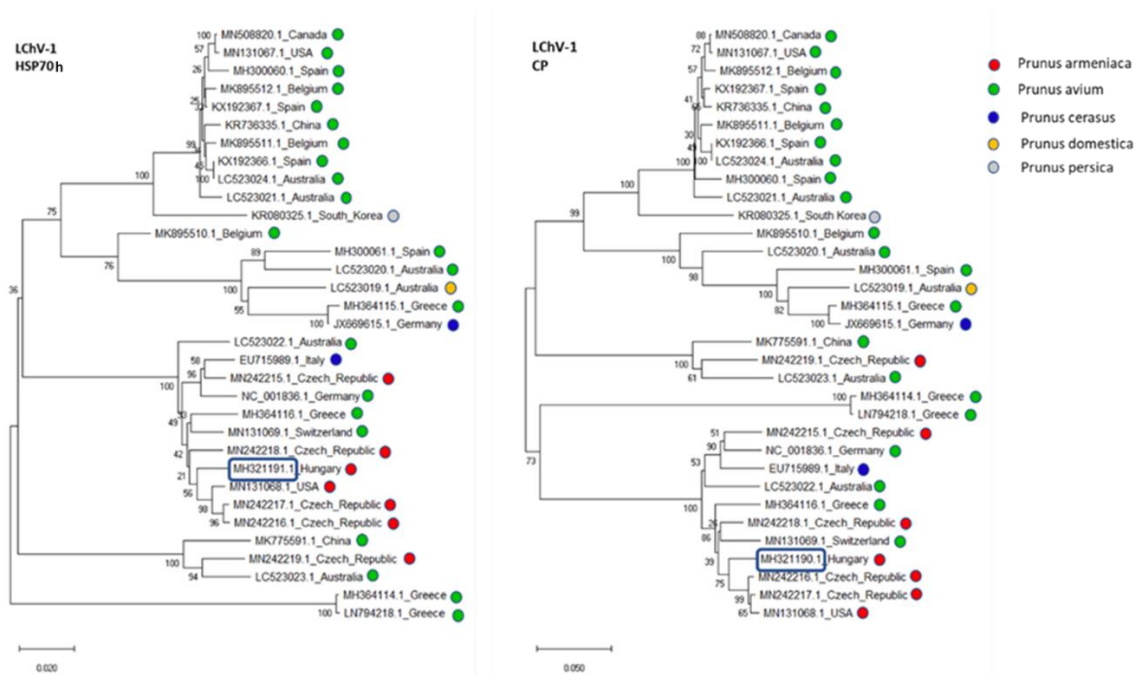 LChV-1
HSP70h
100 MN508820.1_Canada
57 MN131067.1_USA
26 MH300060.1_Spain
MK895512.1_Belgium
25 KX192367.1_Spain
KR736335.1_China
99 MK895511.1_Belgium
KX192366.1_Spain
100 LC523024.1_Australia
LC523021.1_Australia
100
KR080325.1_South_Korea
75
MK895510.1_Belgium
76
89 MH300061.1_Spain
LC523020.1_Australia
100 LC523019.1_Australia
55 MH364115.1_Greece
100 JX669615.1_Germany
36
LC523022.1_Australia
58 EU715989.1_Italy
96 MN242215.1_Czech_Republic
100 NC_001836.1_Germany
MH364116.1_Greece
49 MN131069.1_Switzerland
42 MN242218.1_Czech_Republic
21 MH321191.1_Hungary
56 MN131068.1_USA
98 MN242217.1_Czech_Republic
96 MN242216.1_Czech_Republic
MK775591.1_China
100 MN242219.1_Czech_Republic
94 LC523023.1_Australia
MH364114.1_Greece
100 LN794218.1_Greece
0.020
LChV-1
CP
88 MN508820.1_Canada
72 MN131067.1_USA
57 MK895512.1_Belgium
KX192367.1_Spain
41 KR736335.1_China
MK895511.1_Belgium
30 KX192366.1_Spain
100 100 LC523024.1_Australia
MH300060.1_Spain
100 LC523021.1_Australia
99 KR080325.1_South Korea
MK895510.1_Belgium
100 LC523020.1_Australia
98 MH300061.1_Spain
100 LC523019.1_Australia
82 MH364115.1_Greece
100 JX669615.1_Germany
MK775591.1_China
100 MN242219.1_Czech_Republic
61 LC523023.1_Australia
100 MH364114.1_Greece
LN794218.1_Greece
73
51 MN242215.1_Czech_Republic
90 NC_001836.1_Germany
53 EU715989.1_Italy
LC523022.1_Australia
100 MH364116.1_Greece
MN242218.1_Czech_Republic
86 MN131069.1_Switzerland
39 MH321190.1_Hungary
75 MN242216.1_Czech_Republic
99 MN242217.1_Czech_Republic
65 MN131068.1_USA
0.050
Prunus armeniaca
Prunus avium
Prunus cerasus
Prunus domestica
Prunus persica